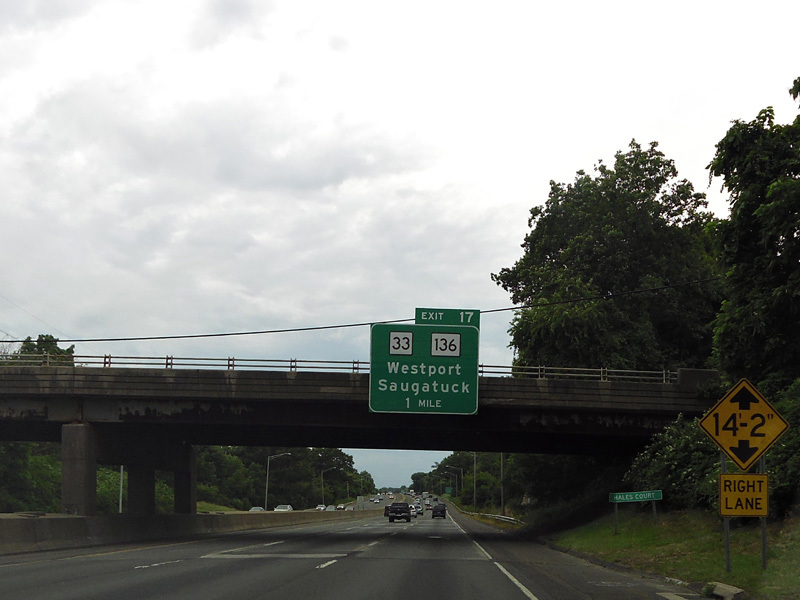 EXIT 17
33 136
Westport
Saugatuck
1 MILE
14'-2"
RIGHT
LANE
HALES COURT